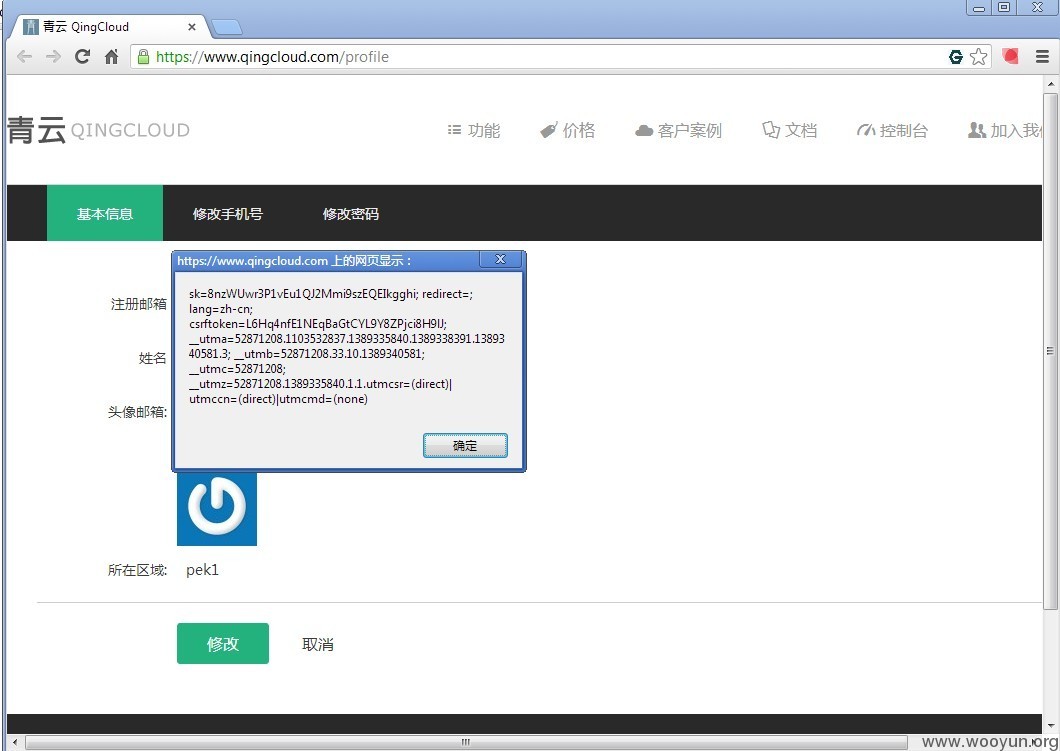 青云 QingCloud
https://www.qingcloud.com/profile
青云 QINGCLOUD
功能 价格 客户案例 文档 控制台 加入我
基本信息 修改手机号 修改密码
https://www.qingcloud.com 上的网页显示：
sk=8nzWUwr3P1vEu1QJ2Mmi9szEQEIkgghi; redirect=;
lang=zh-cn;
csrftoken=L6Hq4nfE1NEqBaGtCYL9Y8ZPjci8H9IJ;
__utma=52871208.1103532837.1389335840.1389338391.13893
40581.3; __utmb=52871208.33.10.1389340581;
__utmc=52871208;
__utmz=52871208.1389335840.1.1.utmcsr=(direct)|
utmccn=(direct)|utmcmd=(none)
确定
注册邮箱
姓名
头像邮箱:
所在区域: pek1
修改 取消
www.wooyun.org